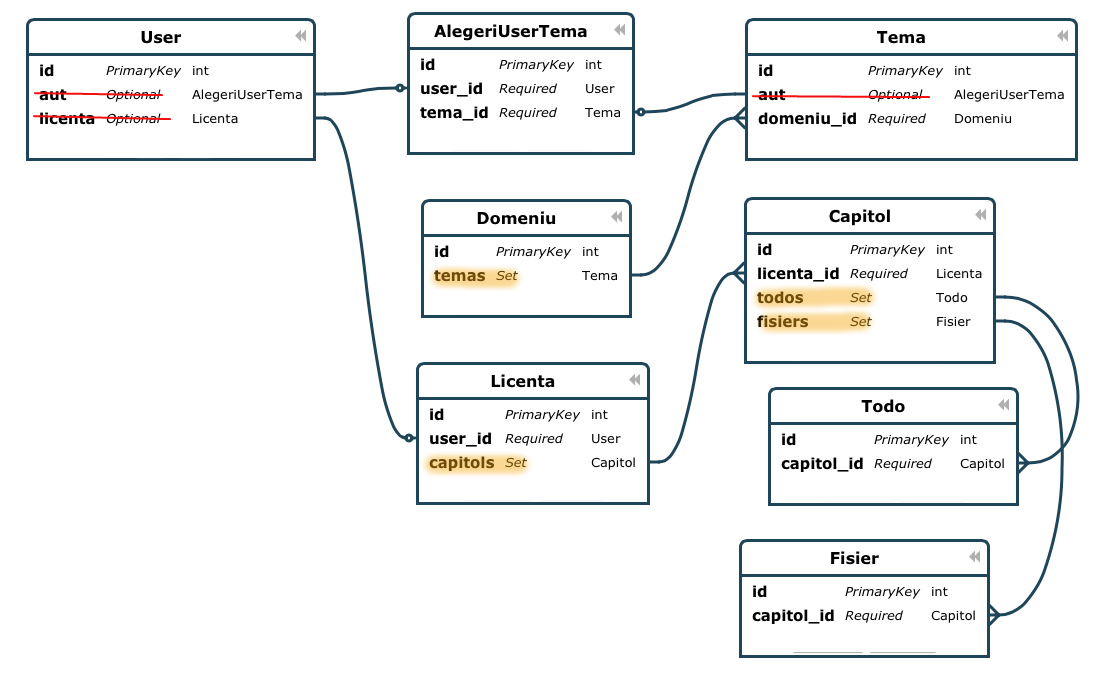 User
id PrimaryKey int
aut Optional AlegeriUserTema
licenta Optional Licenta
AlegeriUserTema
id PrimaryKey int
user_id Required User
tema_id Required Tema
Tema
id PrimaryKey int
aut Optional AlegeriUserTema
domeniu_id Required Domeniu
Domeniu
id PrimaryKey int
temas Set Tema
Capitol
id PrimaryKey int
licenta_id Required Licenta
todos Set Todo
fisiers Set Fisier
Licenta
id PrimaryKey int
user_id Required User
capitols Set Capitol
Todo
id PrimaryKey int
capitol_id Required Capitol
Fisier
id PrimaryKey int
capitol_id Required Capitol